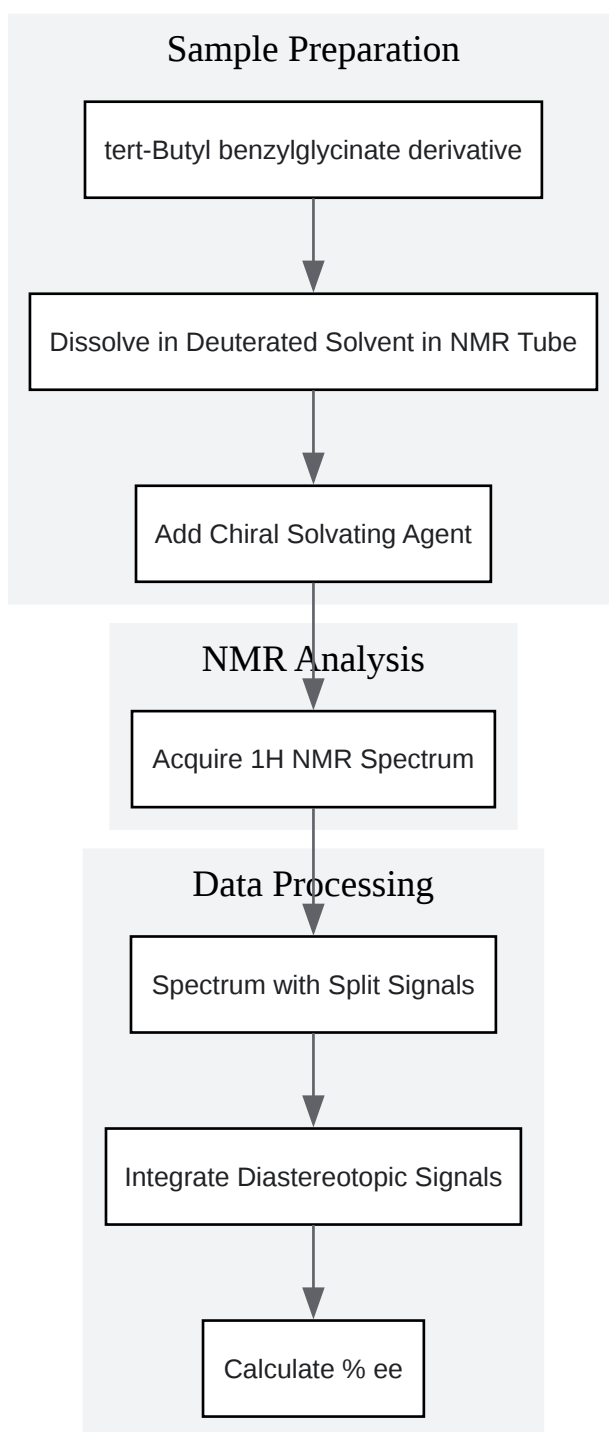 Sample Preparation
tert-Butyl benzylglycinate derivative
Dissolve in Deuterated Solvent in NMR Tube
Add Chiral Solvating Agent
NMR Analysis
Acquire 1H NMR Spectrum
Data Processing
Spectrum with Split Signals
Integrate Diastereotopic Signals
Calculate % ee